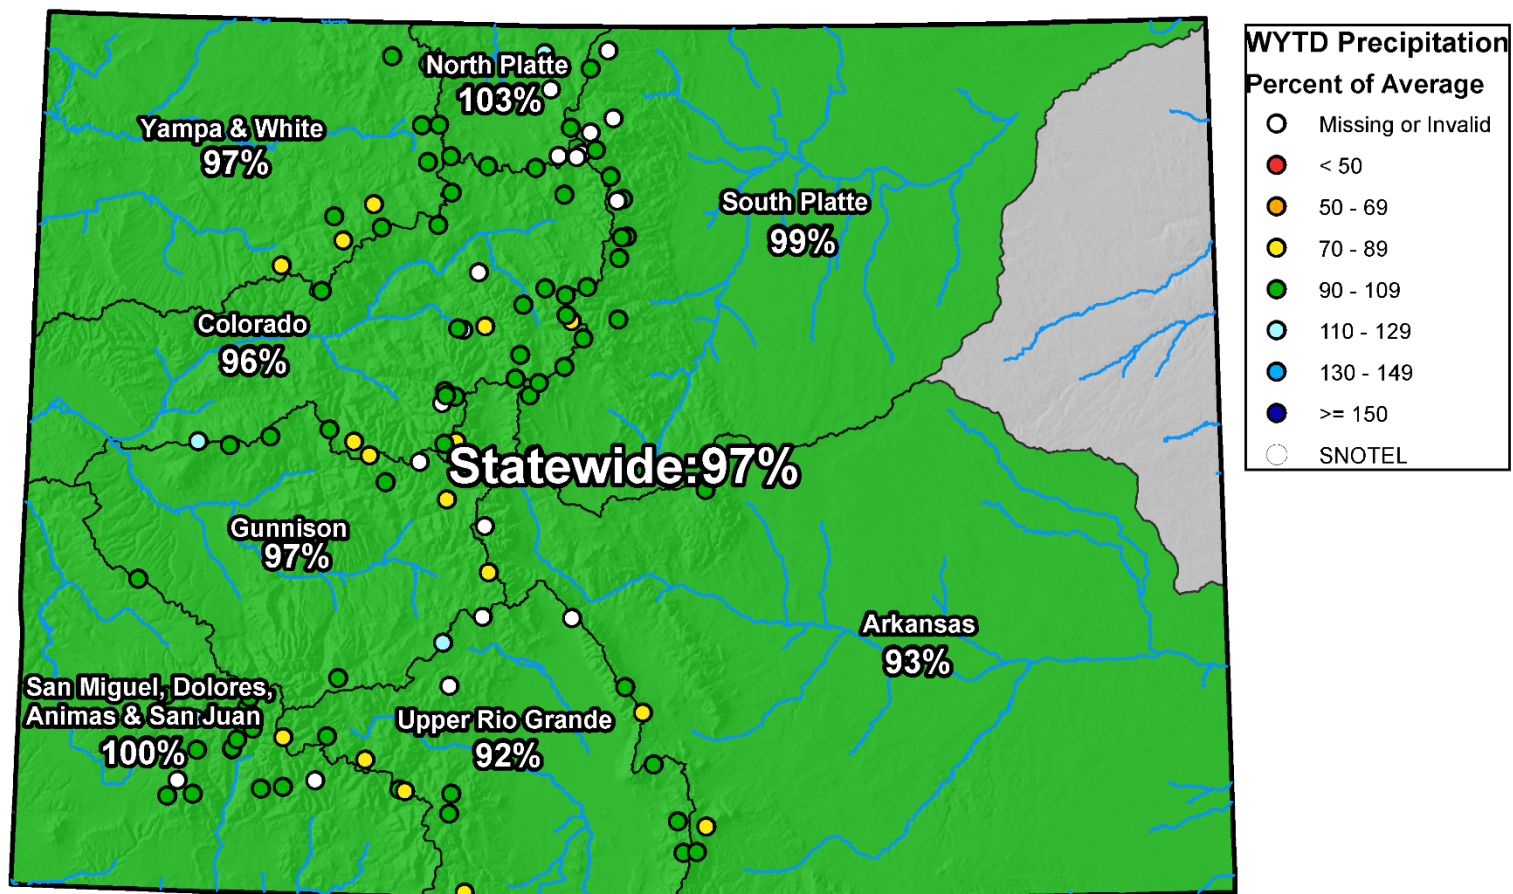 North Platte
103%
Yampa & White
97%
South Platte
99%
Colorado
96%
Statewide:97%
Gunnison
97%
Arkansas
93%
San Miguel, Dolores,
Animas & San Juan
100%
Upper Rio Grande
92%
WYTD Precipitation
Percent of Average
Missing or Invalid
< 50
50 - 69
70 - 89
90 - 109
110 - 129
130 - 149
>= 150
SNOTEL